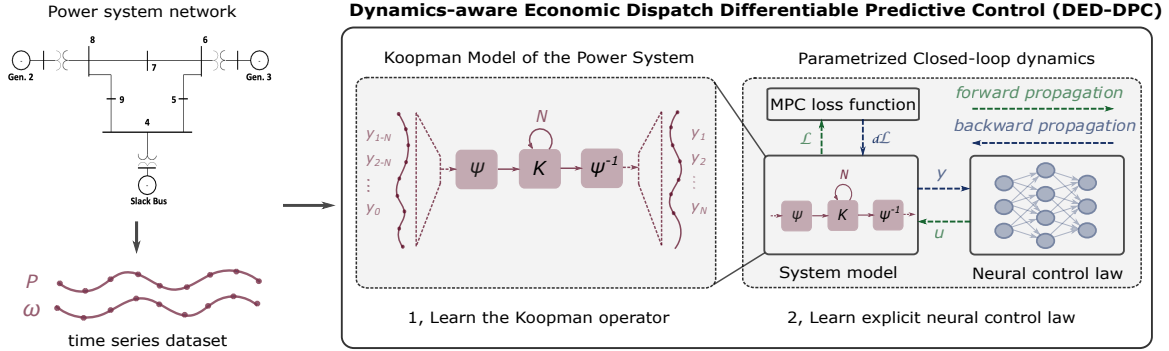 Power system network
8
6
Gen. 2
7
Gen. 3
9
5
4
Slack Bus
P
ω
time series dataset
Dynamics-aware Economic Dispatch Differentiable Predictive Control (DED-DPC)
Koopman Model of the Power System
y1-N
y2-N
⋮
y0
Ψ
N
K
Ψ-1
y1
y2
⋮
yN
1, Learn the Koopman operator
Parametrized Closed-loop dynamics
MPC loss function
forward propagation
backward propagation
ℒ
dℒ
N
Ψ
K
Ψ-1
y
u
System model
Neural control law
2, Learn explicit neural control law